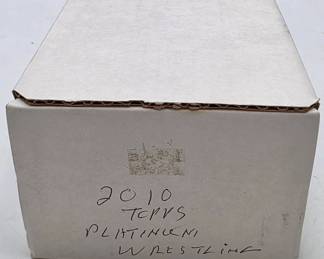 2010
TOPPS
PLATINUM
WRESTLING